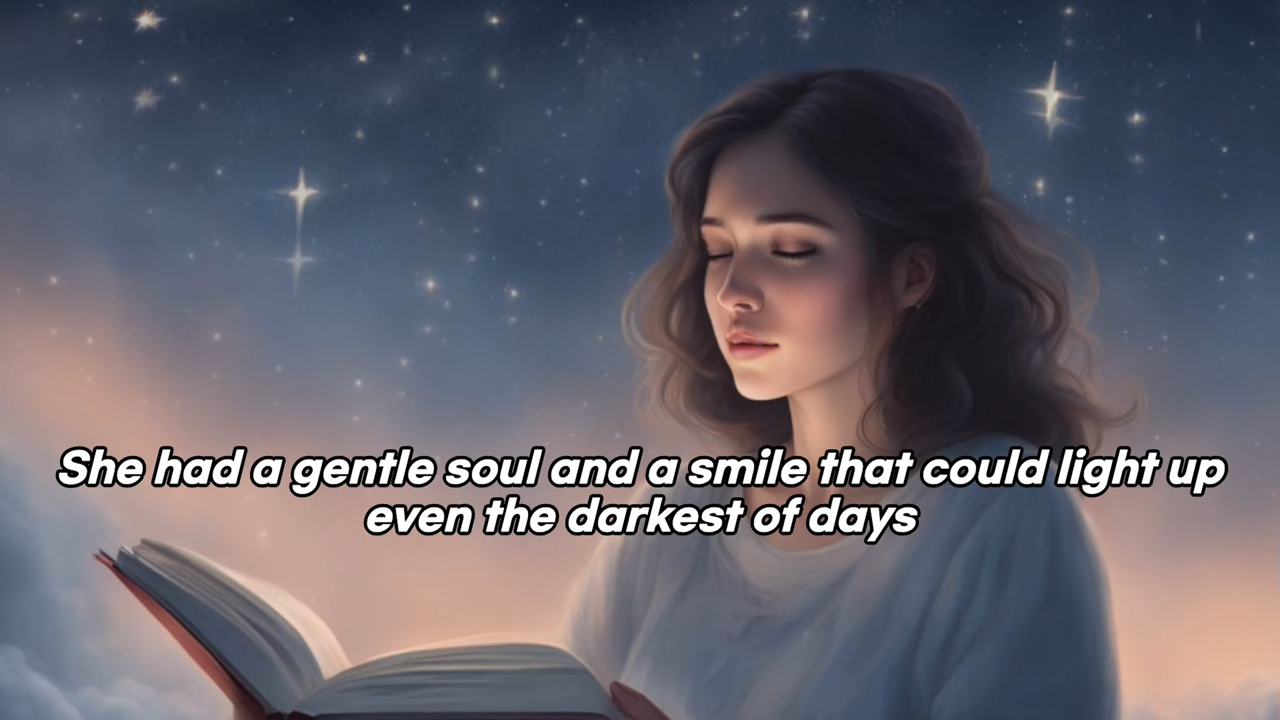 She had a gentle soul and a smile that could light up
even the darkest of days